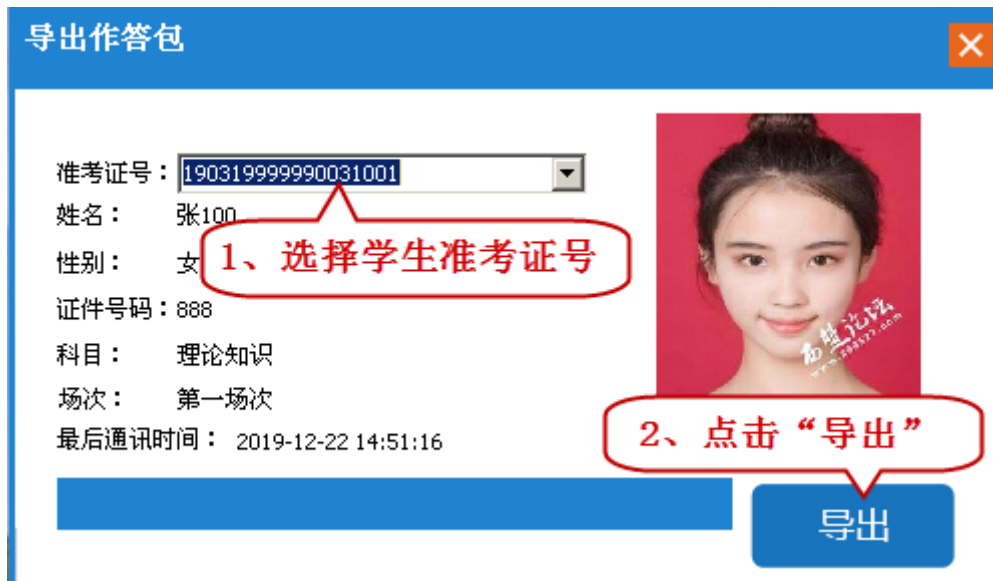 导出作答包
准考证号：190319999990031001
姓名： 张100
性别： 女
1、选择学生准考证号
证件号码：888
科目： 理论知识
场次： 第一场次
最后通讯时间： 2019-12-22 14:51:16
2、点击“导出”
导出